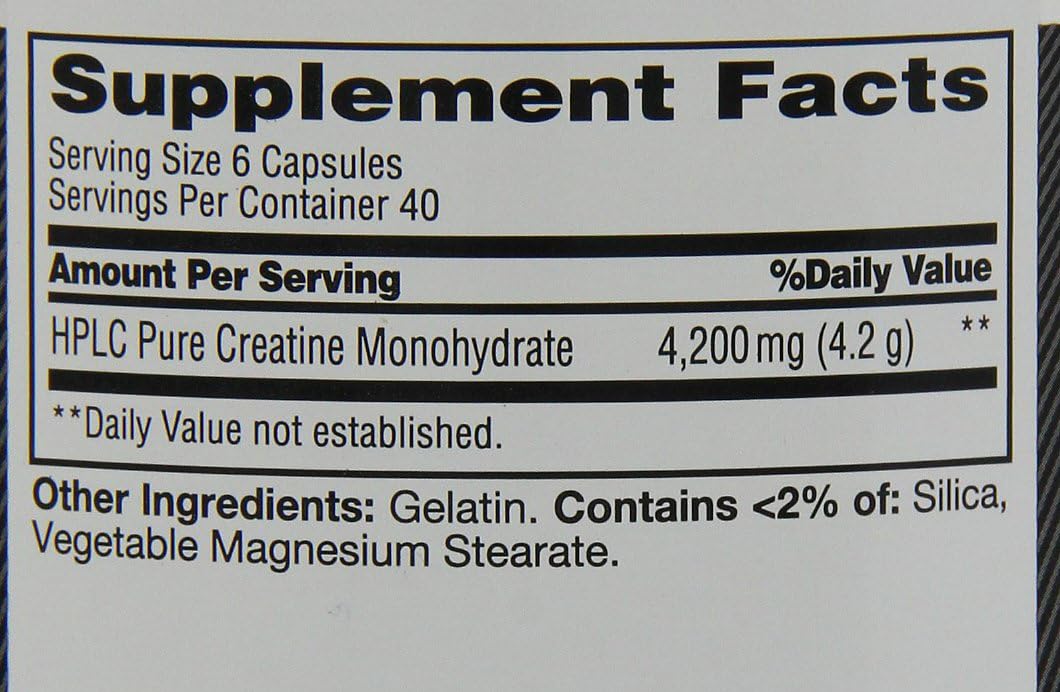 Supplement Facts
Serving Size 6 Capsules
Servings Per Container 40
Amount Per Serving %Daily Value
HPLC Pure Creatine Monohydrate 4,200 mg (4.2 g) **
**Daily Value not established.
Other Ingredients: Gelatin. Contains <2% of: Silica,
Vegetable Magnesium Stearate.